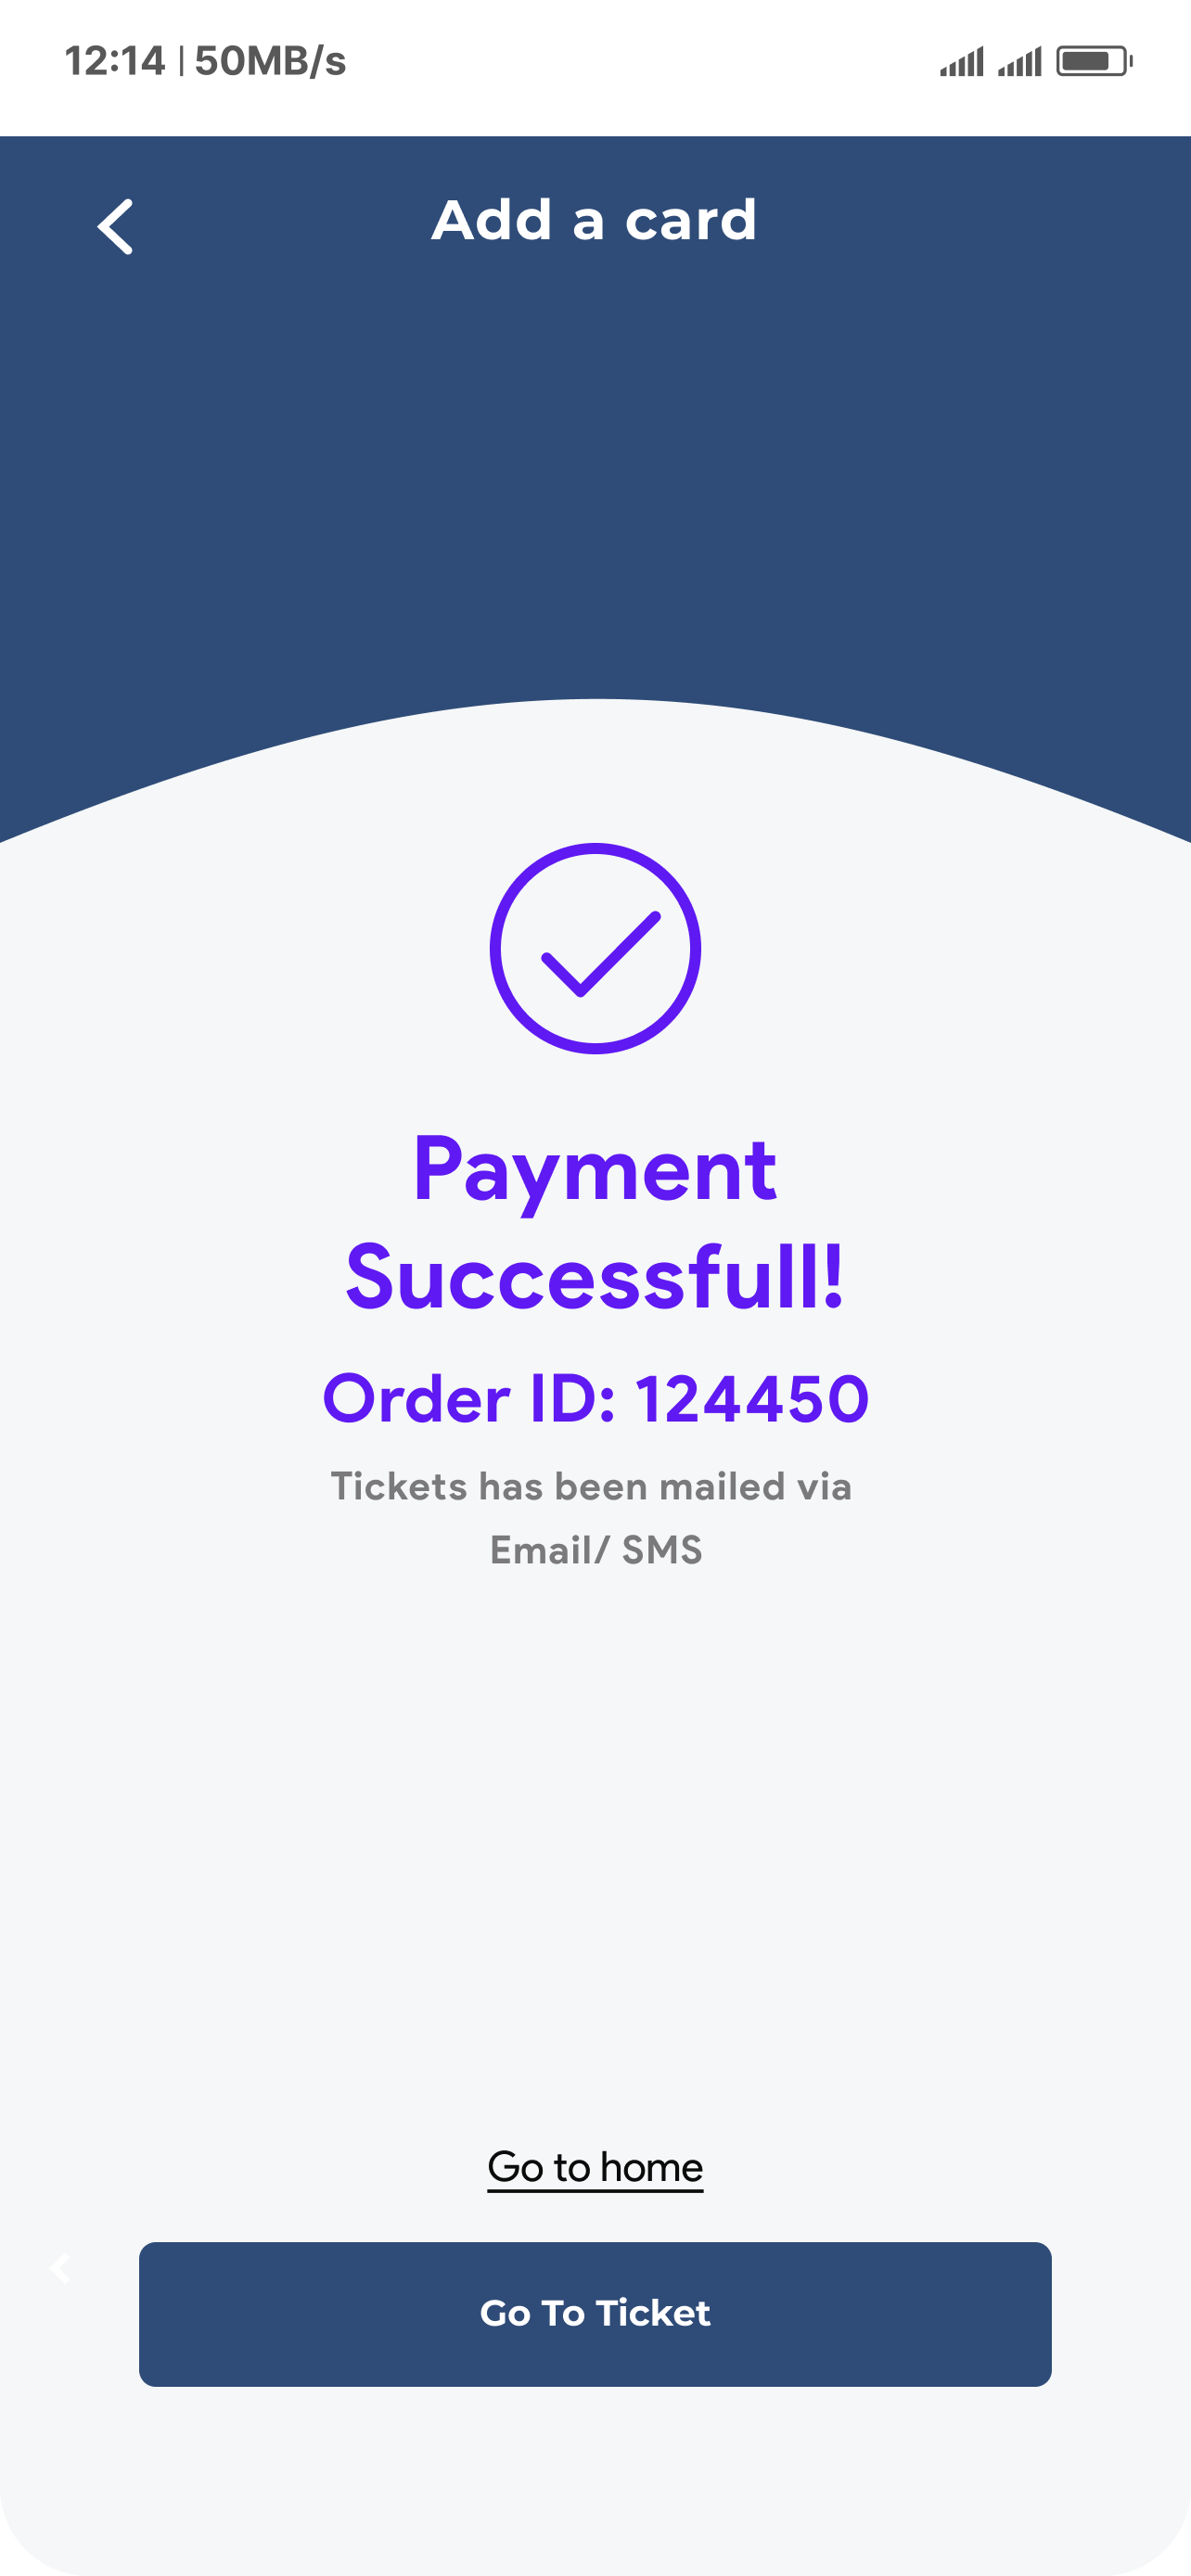 12:14 | 50MB/s
Add a card
Payment
Successfull!
Order ID: 124450
Tickets has been mailed via
Email/ SMS
Go to home
Go To Ticket